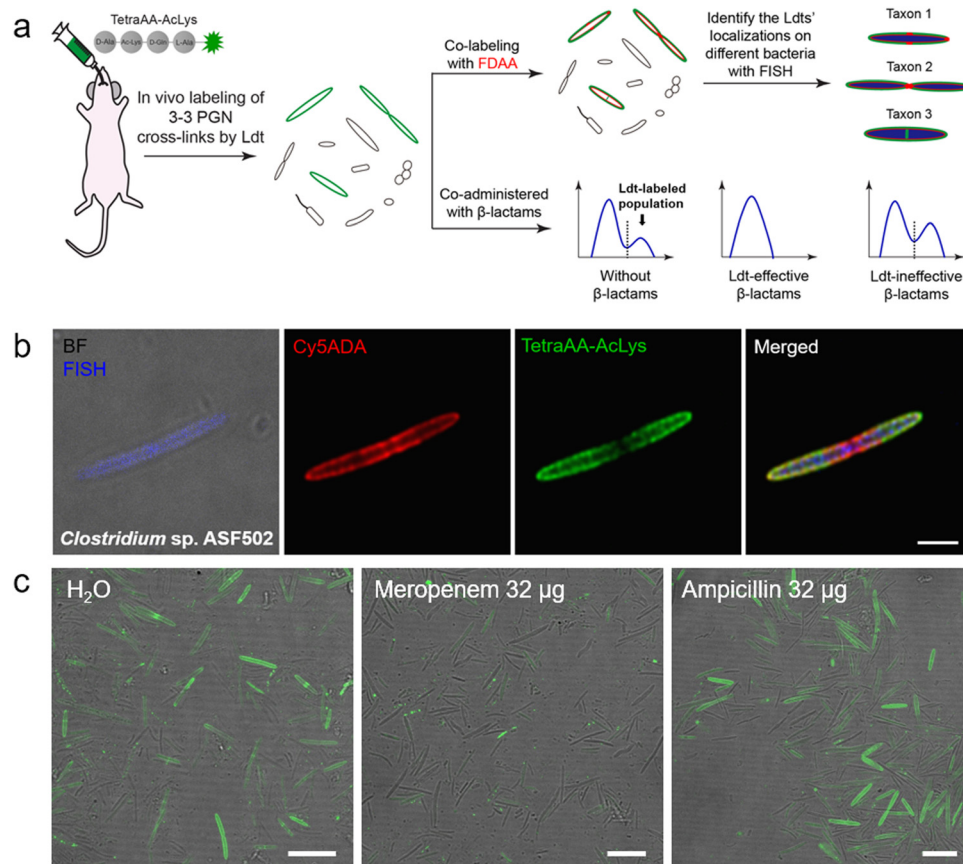 a
TetraAA-AcLys
D-Ala Ac-Lys D-Gln L-Ala
In vivo labeling of
3-3 PGN
cross-links by Ldt
Co-labeling
with FDAA
Identify the Ldts'
localizations on
different bacteria
with FISH
Taxon 1
Taxon 2
Taxon 3
Co-administered
with β-lactams
Ldt-labeled
population
Without
β-lactams
Ldt-effective
β-lactams
Ldt-ineffective
β-lactams
b
BF
FISH
Clostridium sp. ASF502
Cy5ADA
TetraAA-AcLys
Merged
c
H₂O
Meropenem 32 μg
Ampicillin 32 μg